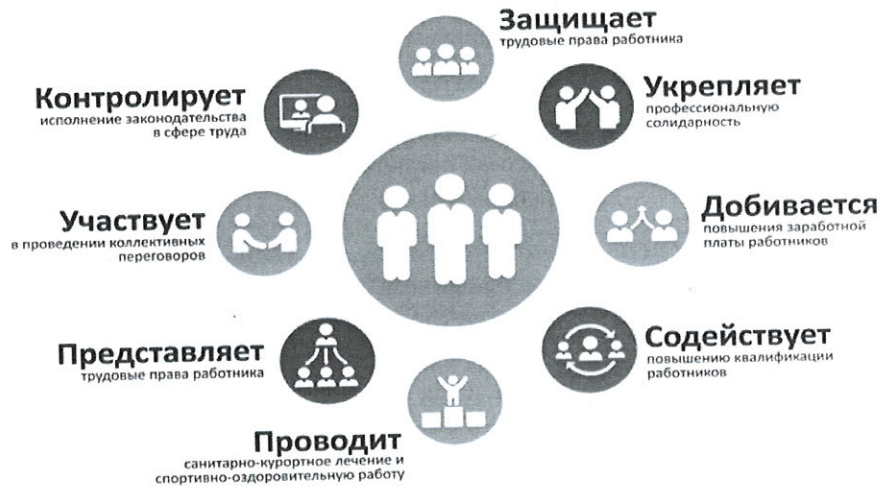 Защищает
трудовые права работника
Укрепляет
профессиональную
солидарность
Добивается
повышения заработной
платы работников
Содействует
повышению квалификации
работников
Проводит
санитарно-курортное лечение и
спортивно-оздоровительную работу
Представляет
трудовые права работника
Участвует
в проведении коллективных
переговоров
Контролирует
исполнение законодательства
в сфере труда